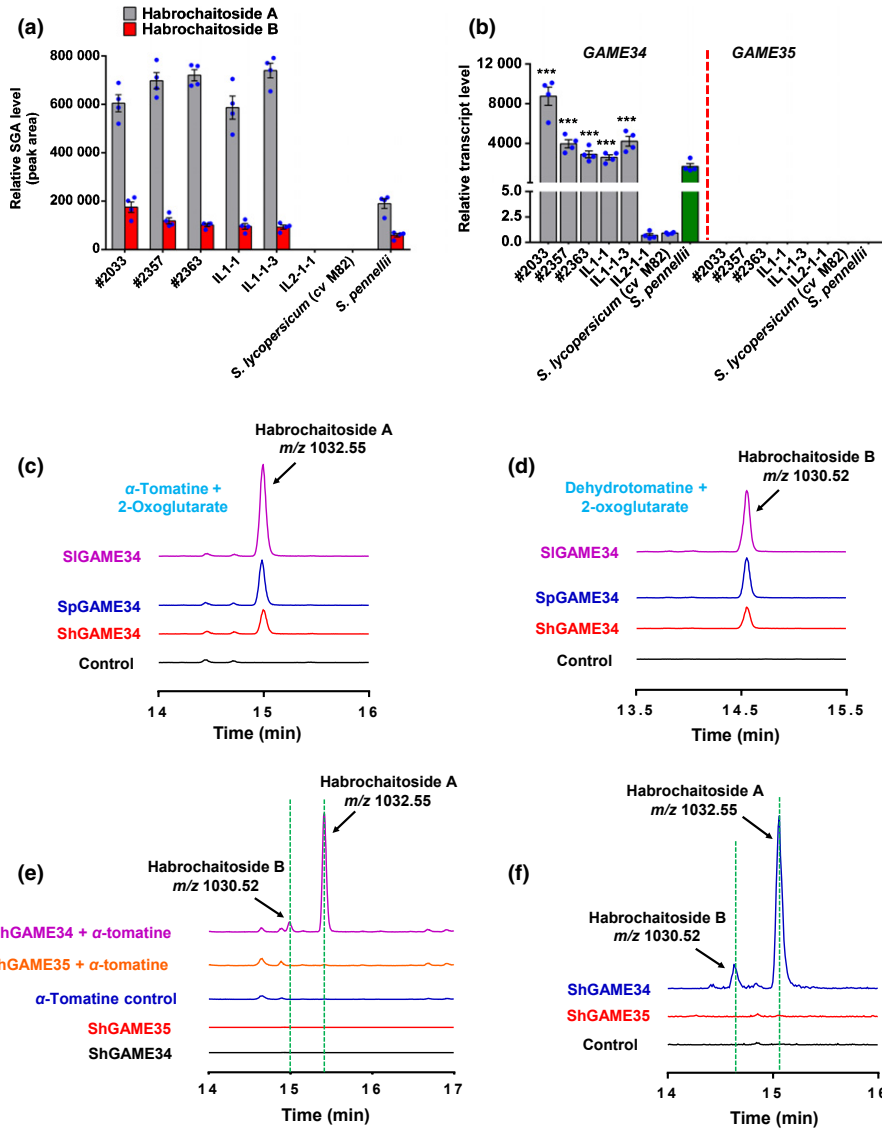 (a)
Habrochaitoside A
Habrochaitoside B
Relative SGA level
(peak area)
800 000
600 000
400 000
200 000
0
#2033
#2357
#2363
IL1-1
IL1-1-3
IL2-1-1
S. lycopersicum (cv M82)
S. pennellii
(b)
GAME34
GAME35
Relative transcript level
12 000
4000
5.0
2.5
0.0
***
***
***
***
***
#2033
#2357
#2363
IL1-1
IL1-1-3
IL2-1-1
S. lycopersicum (cv M82)
S. pennellii
#2033
#2357
#2363
IL1-1
IL1-1-3
IL2-1-1
S. lycopersicum (cv M82)
S. pennellii
(c)
Habrochaitoside A
m/z 1032.55
α-Tomatine +
2-Oxoglutarate
SlGAME34
SpGAME34
ShGAME34
Control
14
15
16
Time (min)
(d)
Habrochaitoside B
m/z 1030.52
Dehydrotomatine +
2-oxoglutarate
SlGAME34
SpGAME34
ShGAME34
Control
13.5
14.5
15.5
Time (min)
(e)
Habrochaitoside A
m/z 1032.55
Habrochaitoside B
m/z 1030.52
hGAME34 + α-tomatine
hGAME35 + α-tomatine
α-Tomatine control
ShGAME35
ShGAME34
14
15
16
17
Time (min)
(f)
Habrochaitoside A
m/z 1032.55
Habrochaitoside B
m/z 1030.52
ShGAME34
ShGAME35
Control
14
15
16
Time (min)